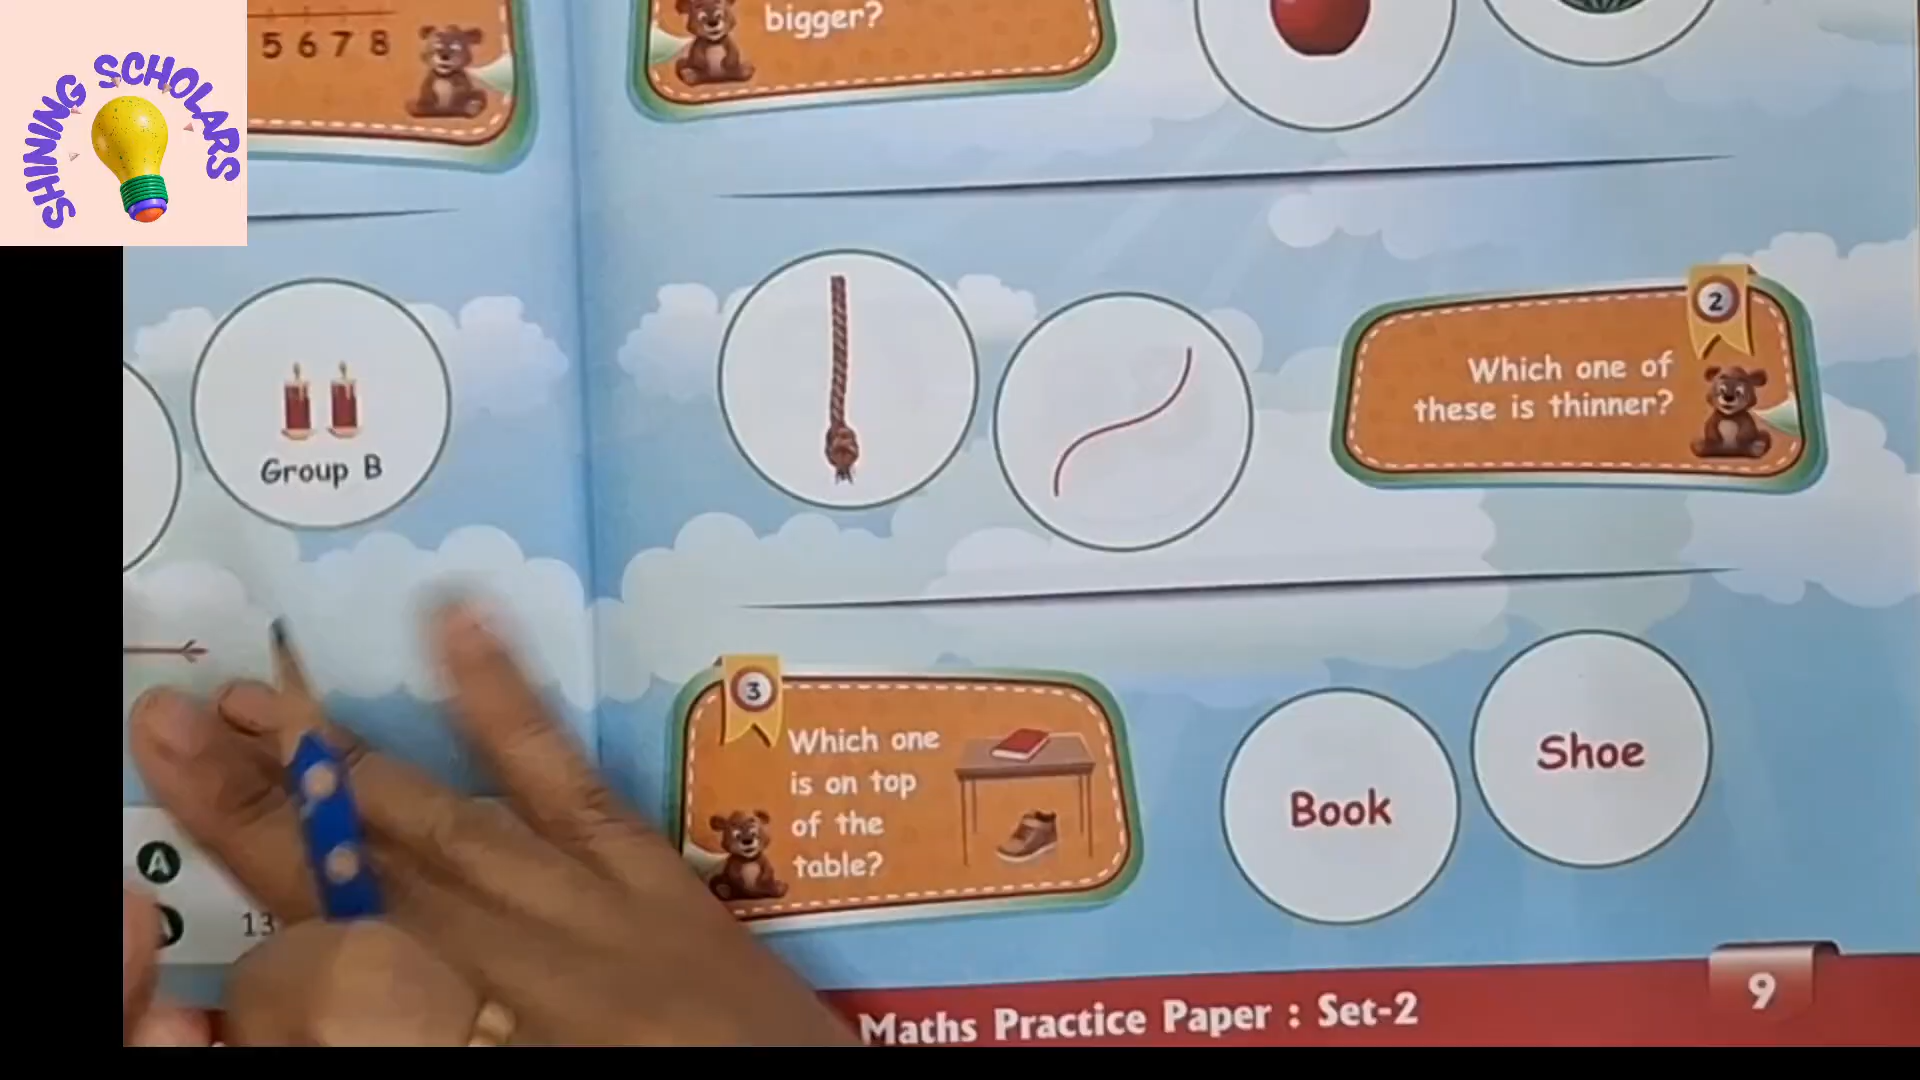 SHINING SCHOLARS
5 6 7 8
bigger?
Group B
2
Which one of
these is thinner?
3
Which one
is on top
of the
table?
Book
Shoe
A
13
Maths Practice Paper : Set-2
9